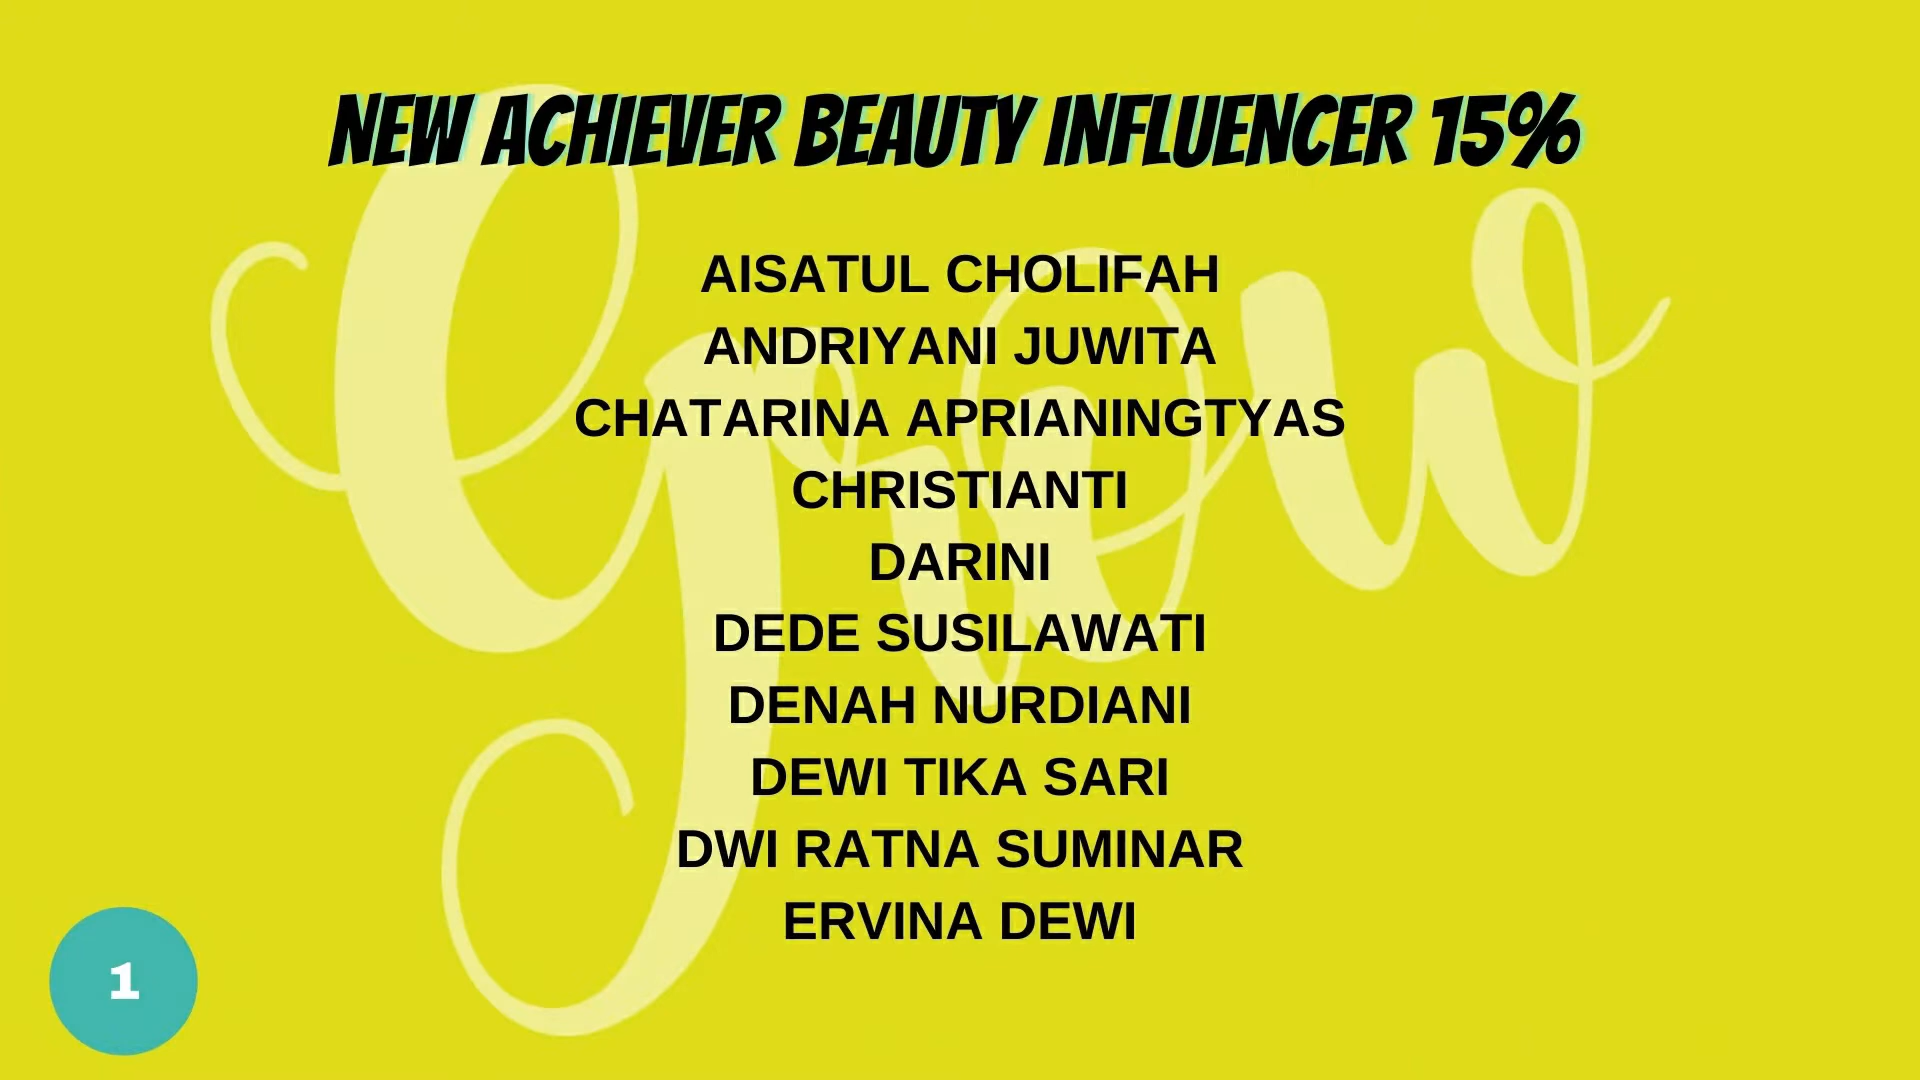 NEW ACHIEVER BEAUTY INFLUENCER 15%
Grow
AISATUL CHOLIFAH
ANDRIYANI JUWITA
CHATARINA APRIANINGTYAS
CHRISTIANTI
DARINI
DEDE SUSILAWATI
DENAH NURDIANI
DEWI TIKA SARI
DWI RATNA SUMINAR
ERVINA DEWI
1